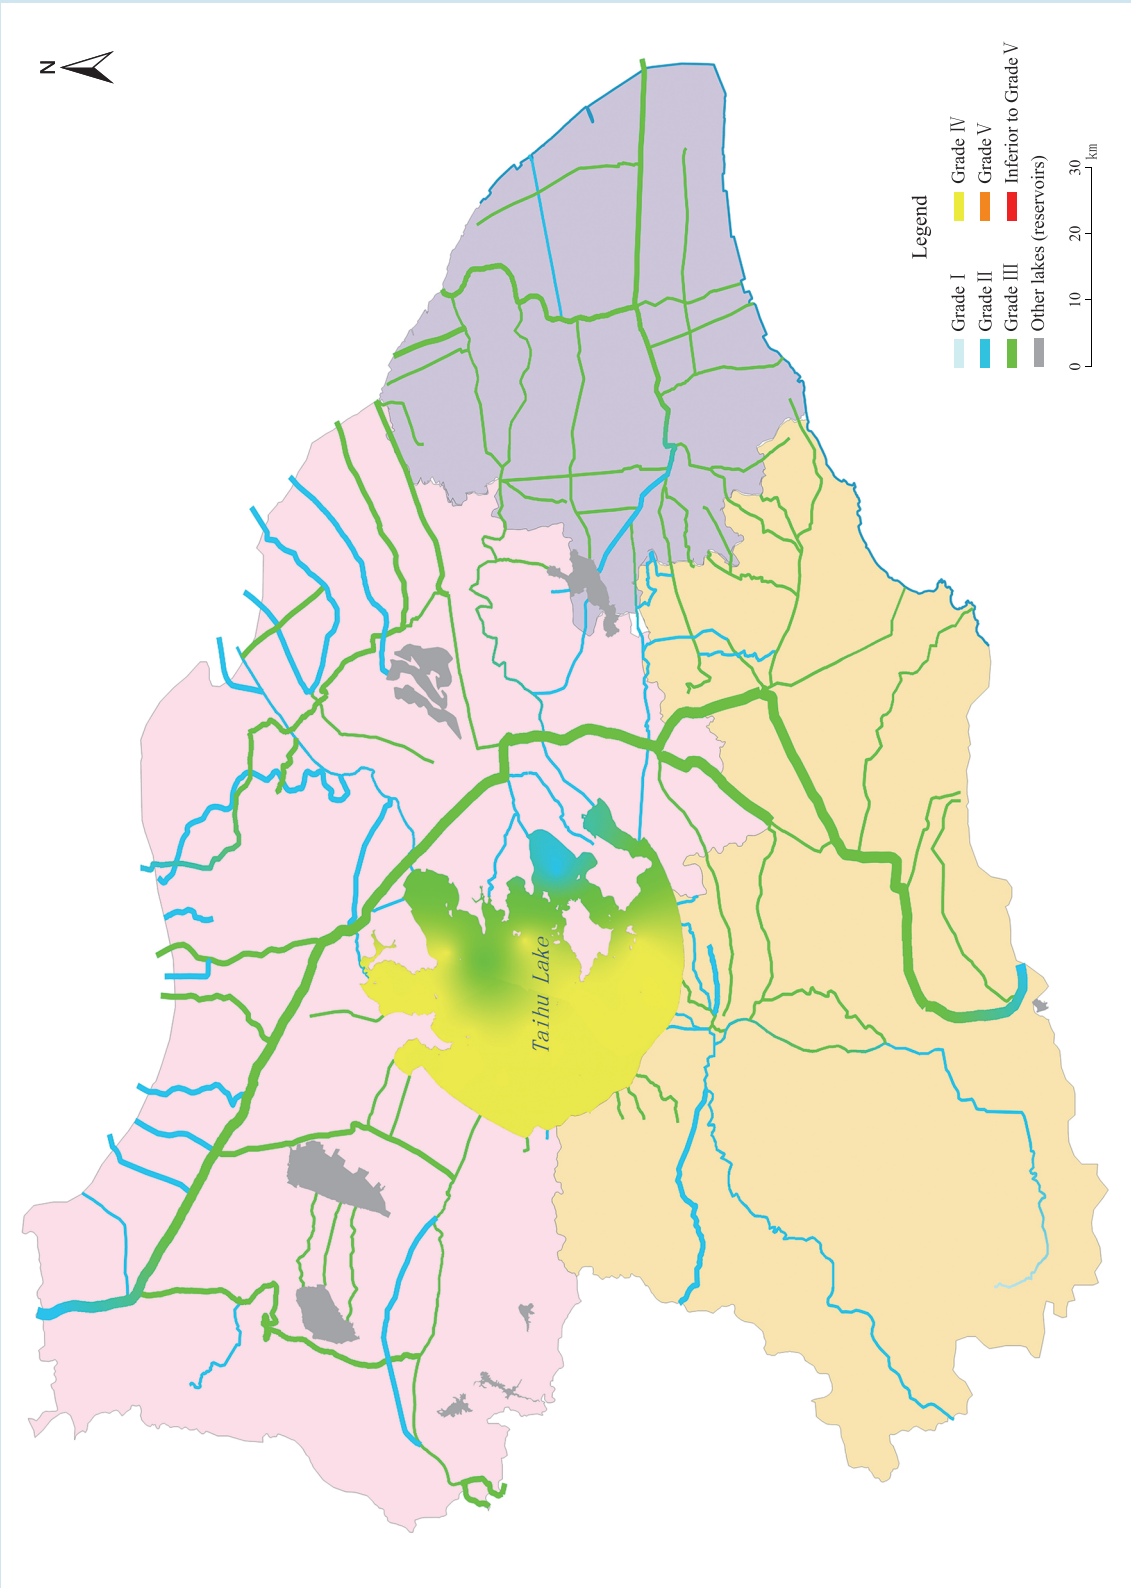 N
Taihu Lake
Legend
Grade I
Grade IV
Grade II
Grade V
Grade III
Inferior to Grade V
Other lakes (reservoirs)
0 10 20 30
km